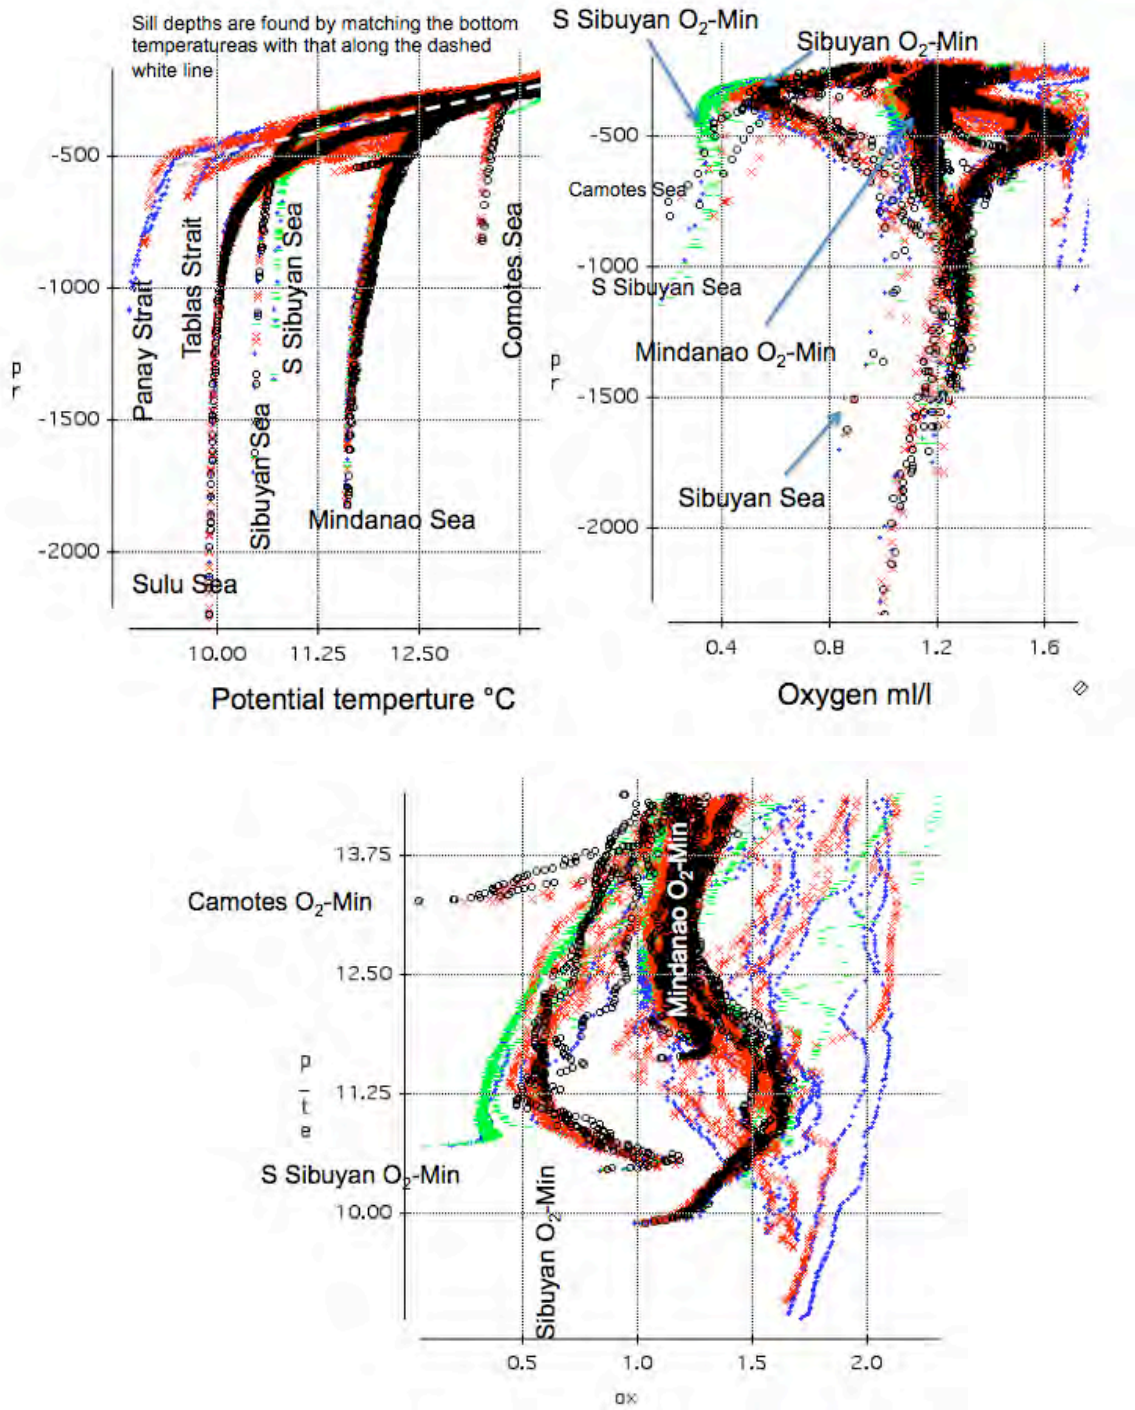 Sill depths are found by matching the bottom
temperatureas with that along the dashed
white line
-500
-1000
-1500
-2000
p
r
Panay Strait
Tablas Strait
Sibuyan Sea
S Sibuyan Sea
Comotes Sea
Mindanao Sea
Sulu Sea
10.00 11.25 12.50
Potential temperture °C
S Sibuyan O2-Min
Sibuyan O2-Min
-500
Camotes Sea
-1000
S Sibuyan Sea
Mindanao O2-Min
p
r
-1500
Sibuyan Sea
-2000
0.4 0.8 1.2 1.6
Oxygen ml/l
13.75
Camotes O2-Min
Mindanao O2-Min
12.50
p
–
t
e
11.25
S Sibuyan O2-Min
10.00
Sibuyan O2-Min
0.5 1.0 1.5 2.0
ox